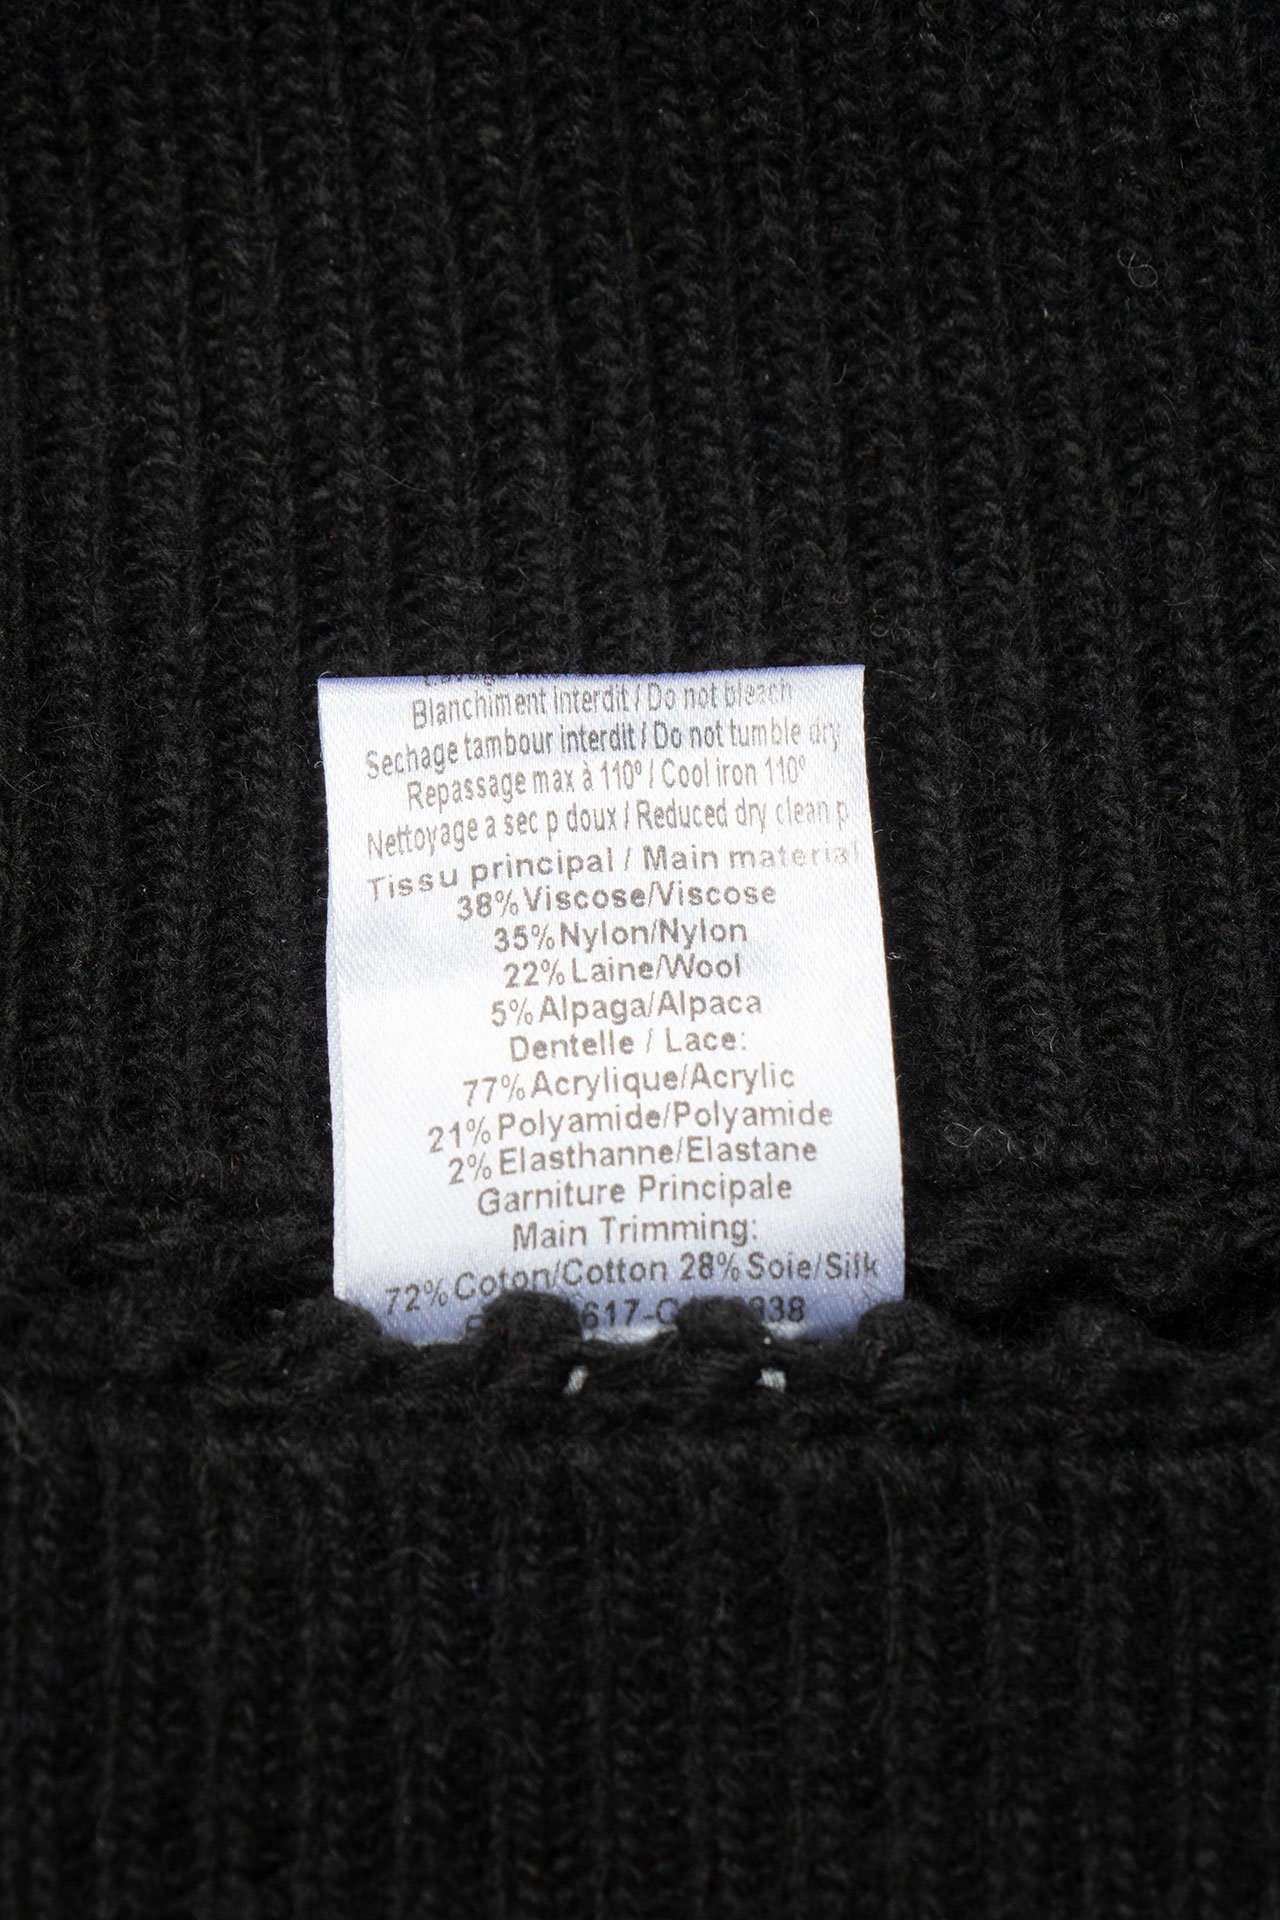 Blanchiment interdit / Do not bleach
Sechage tambour interdit / Do not tumble dry
Repassage max à 110º / Cool iron 110º
Nettoyage a sec p doux / Reduced dry clean p
Tissu principal / Main material
38% Viscose/Viscose
35% Nylon/Nylon
22% Laine/Wool
5% Alpaga/Alpaca
Dentelle / Lace:
77% Acrylique/Acrylic
21% Polyamide/Polyamide
2% Elasthanne/Elastane
Garniture Principale
Main Trimming:
72% Coton/Cotton 28% Soie/Silk